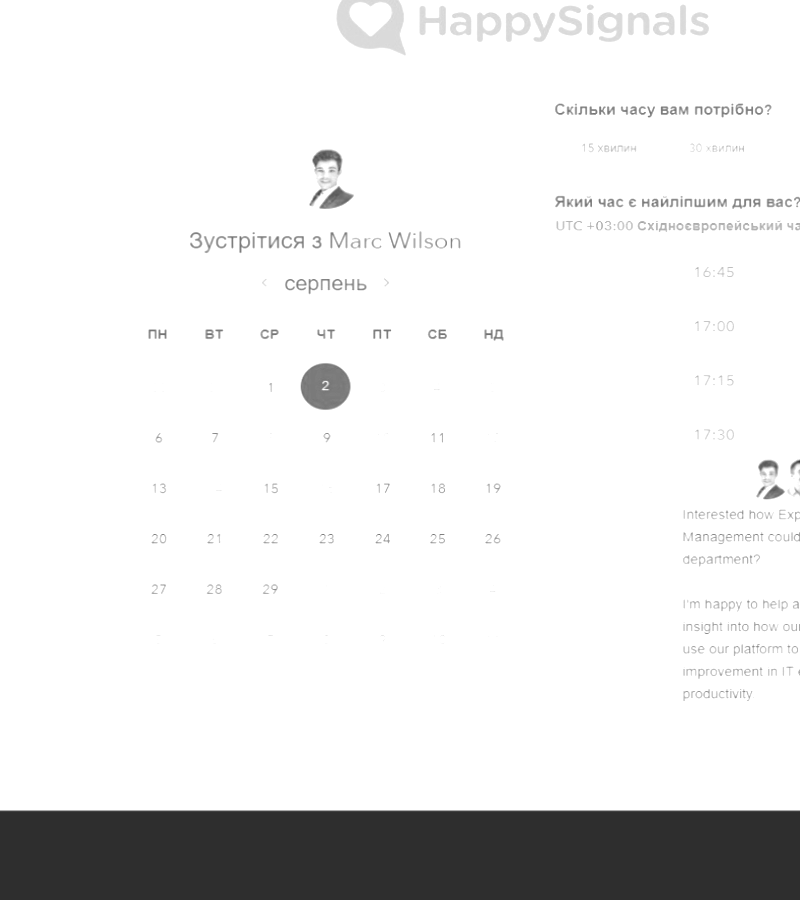 HappySignals
Зустрітися з Marc Wilson
серпень
ПН ВТ СР ЧТ ПТ СБ НД
1 2
6 7 9 11
13 15 17 18 19
20 21 22 23 24 25 26
27 28 29
Скільки часу вам потрібно?
15 хвилин 30 хвилин
Який час є найліпшим для вас?
UTC +03:00 Східноєвропейський ча
16:45
17:00
17:15
17:30
Interested how Exp
Management could
department?
I'm happy to help a
insight into how ou
use our platform to
improvement in IT e
productivity